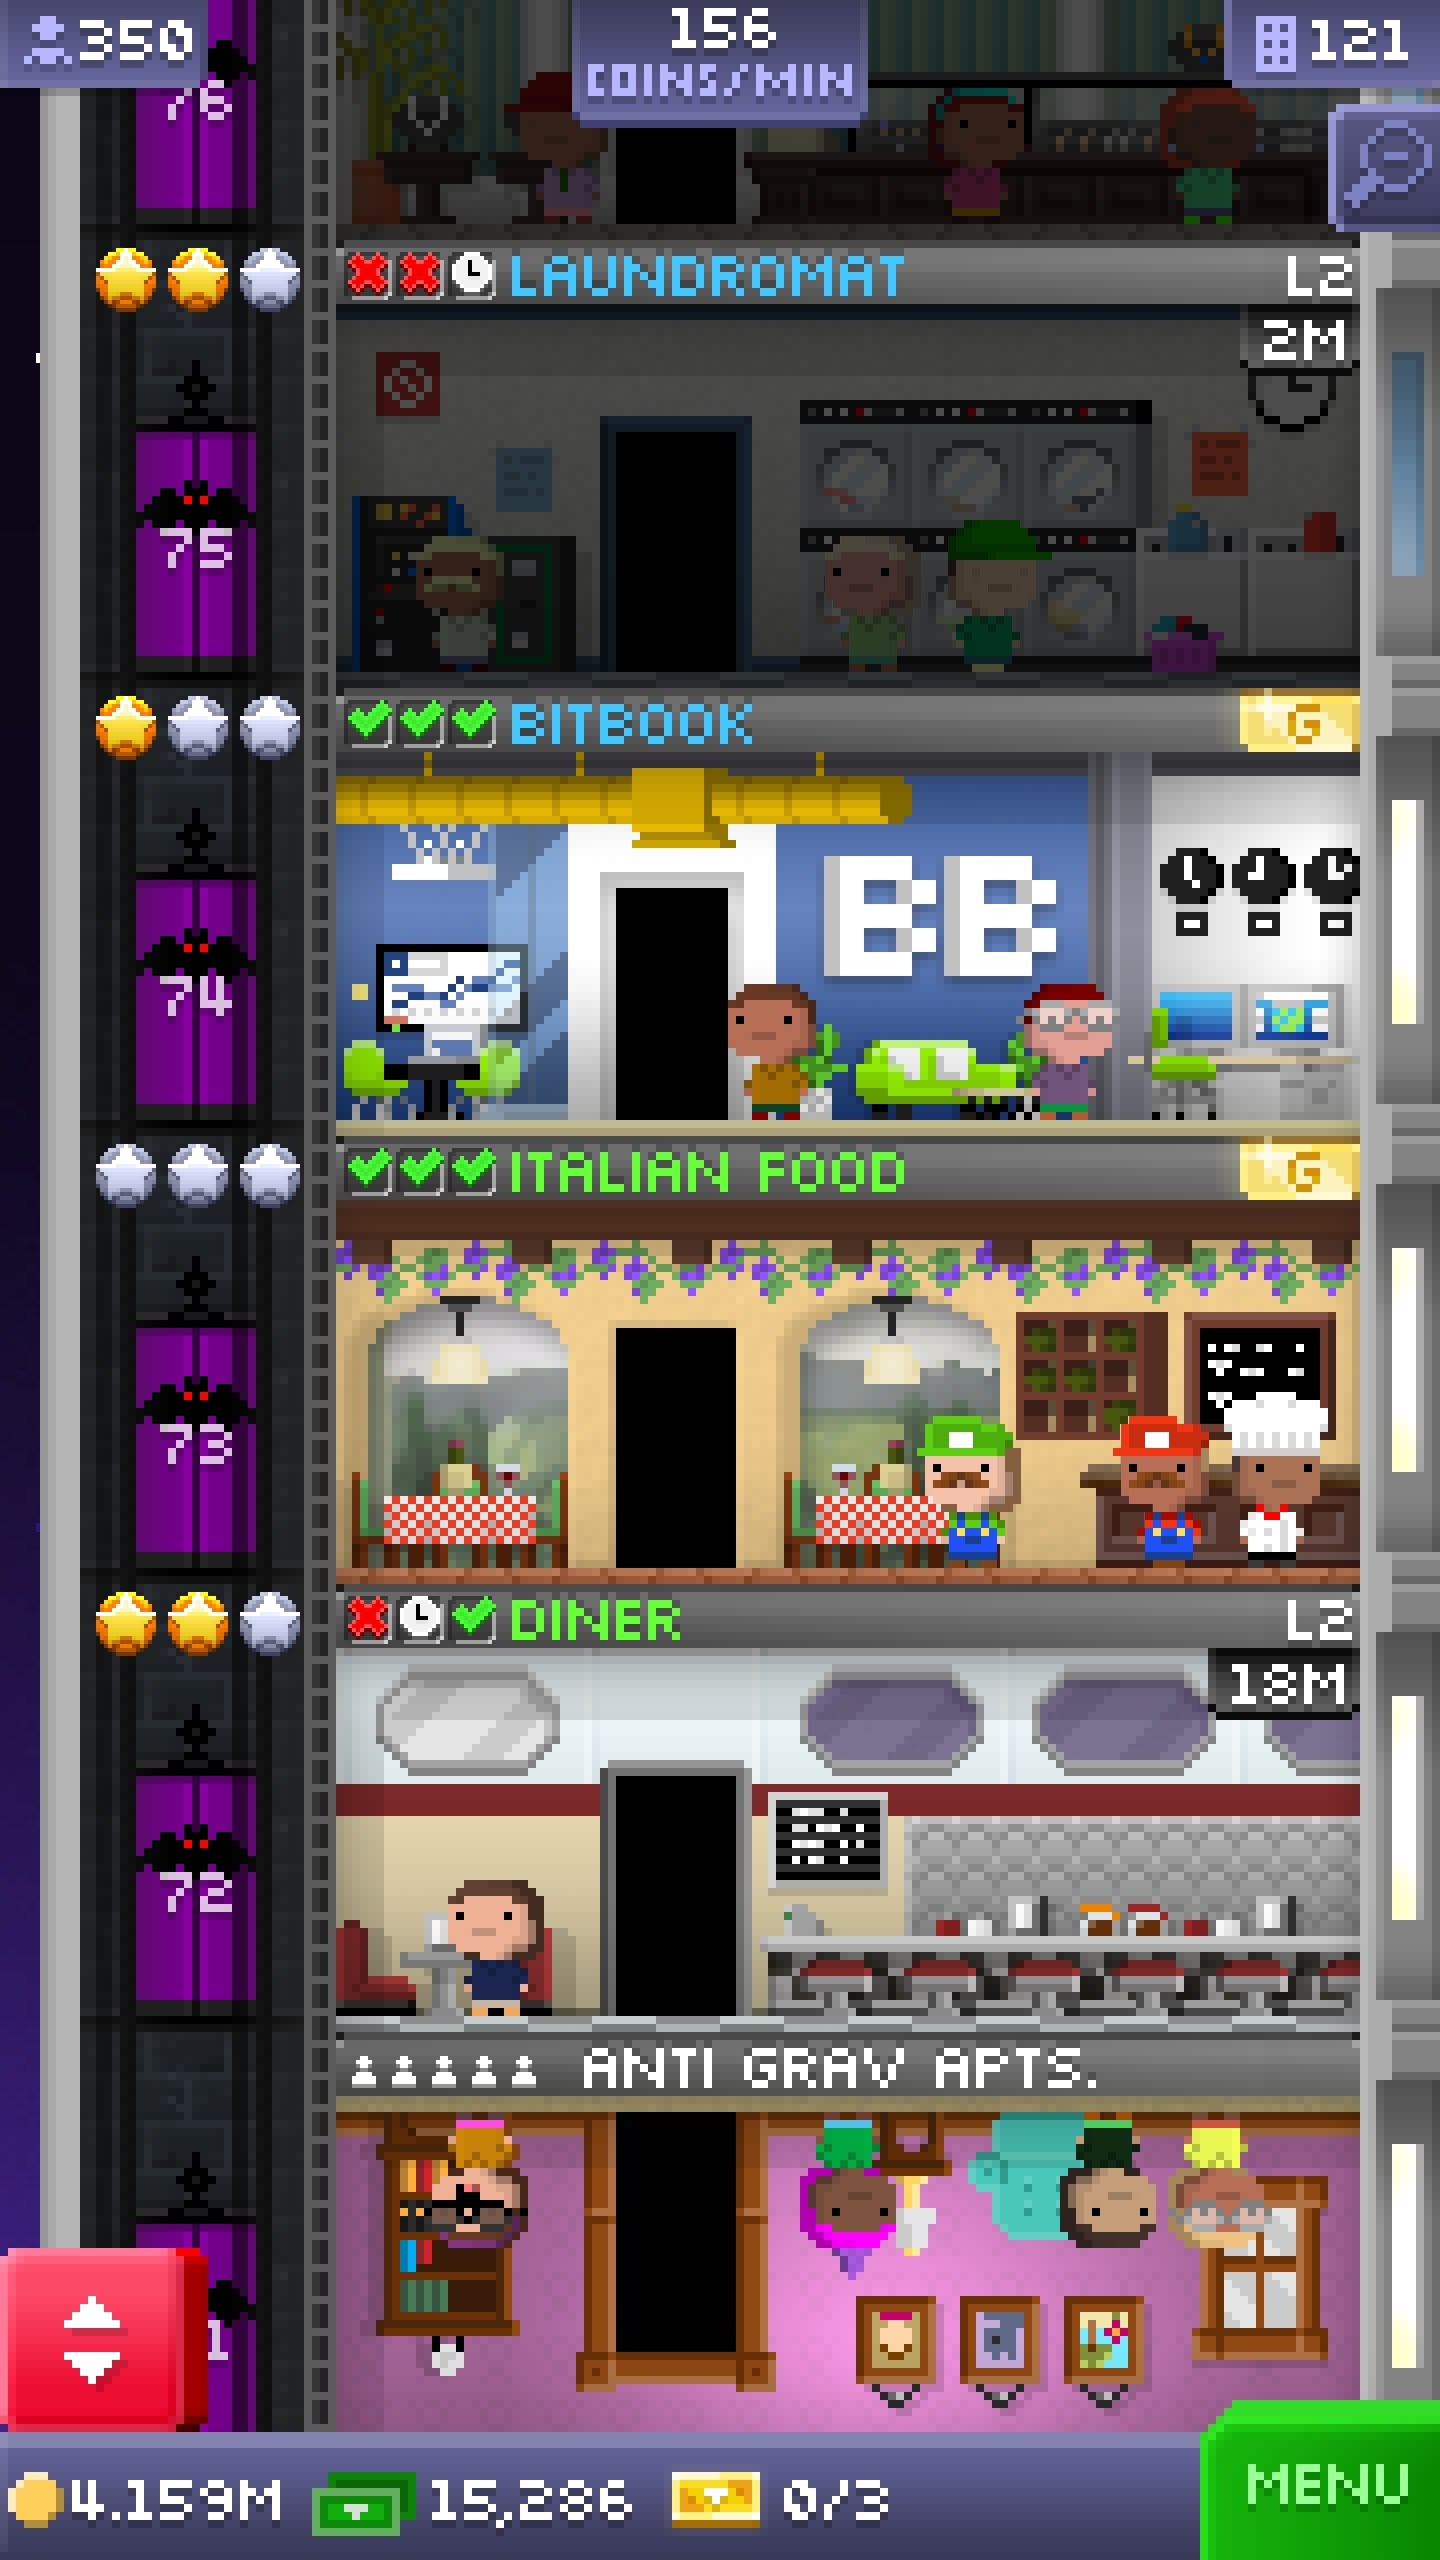 350
156
COINS/MIN
121
76
LAUNDROMAT
L2
2M
75
BITBOOK
G
74
BB
ITALIAN FOOD
G
73
DINER
L2
18M
72
ANTI GRAV APTS.
1
4.159M
15,286
0/3
MENU